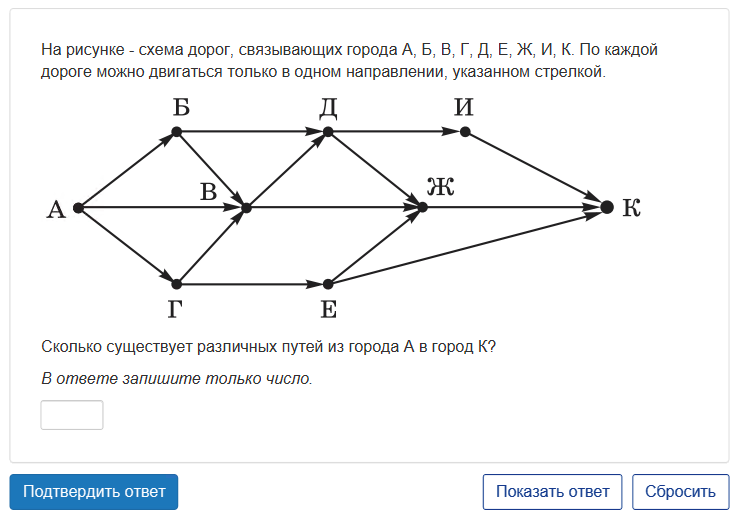 На рисунке - схема дорог, связывающих города А, Б, В, Г, Д, Е, Ж, И, К. По каждой
дороге можно двигаться только в одном направлении, указанном стрелкой.
Б Д И
В Ж
А К
Г Е
Сколько существует различных путей из города А в город К?
В ответе запишите только число.
Подтвердить ответ Показать ответ Сбросить